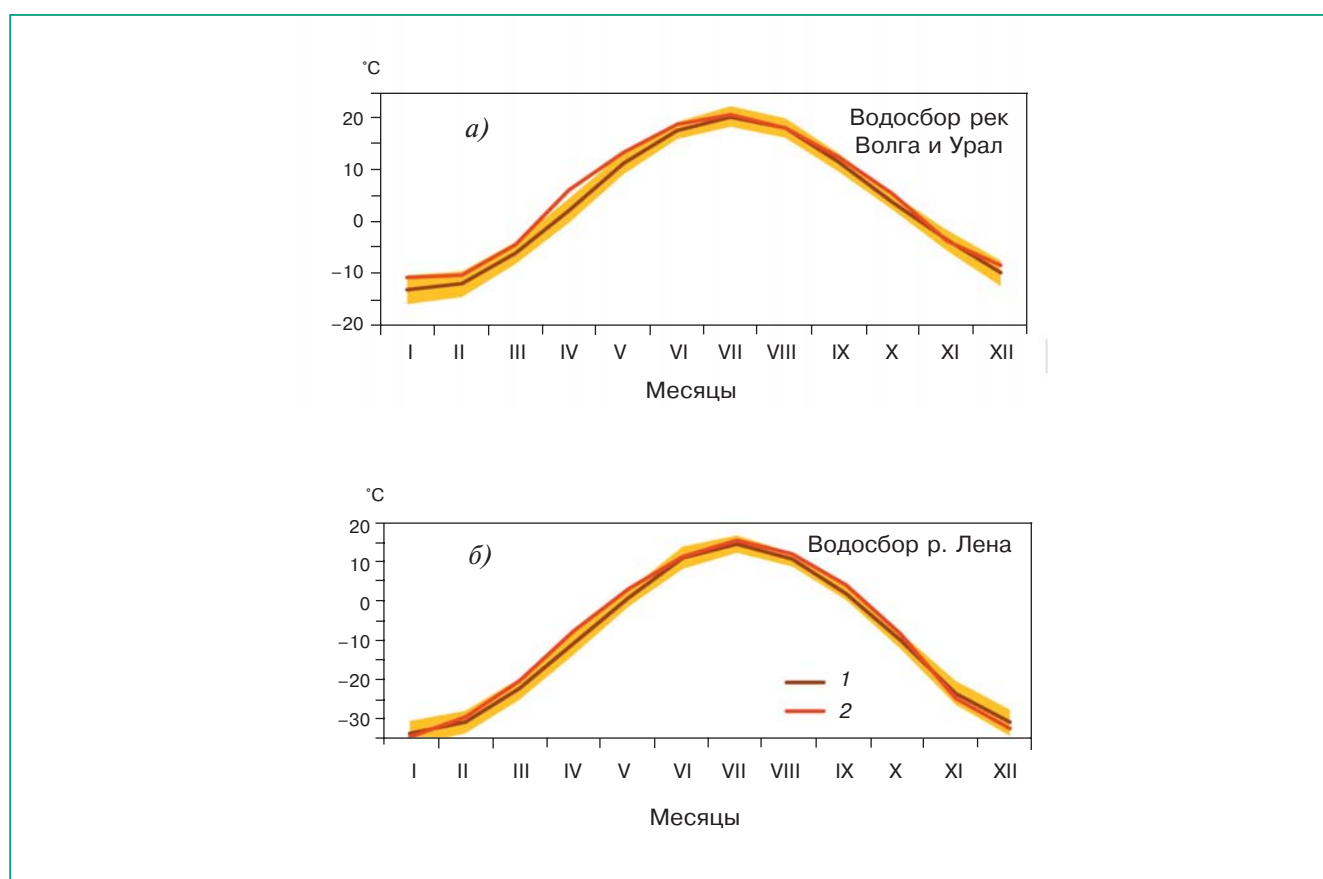 °C
а)
Водосбор рек
Волга и Урал
20
10
0
–10
–20
I II III IV V VI VII VIII IX X XI XII
Месяцы
°C
б)
Водосбор р. Лена
20
10
0
–10
–20
–30
1
2
I II III IV V VI VII VIII IX X XI XII
Месяцы